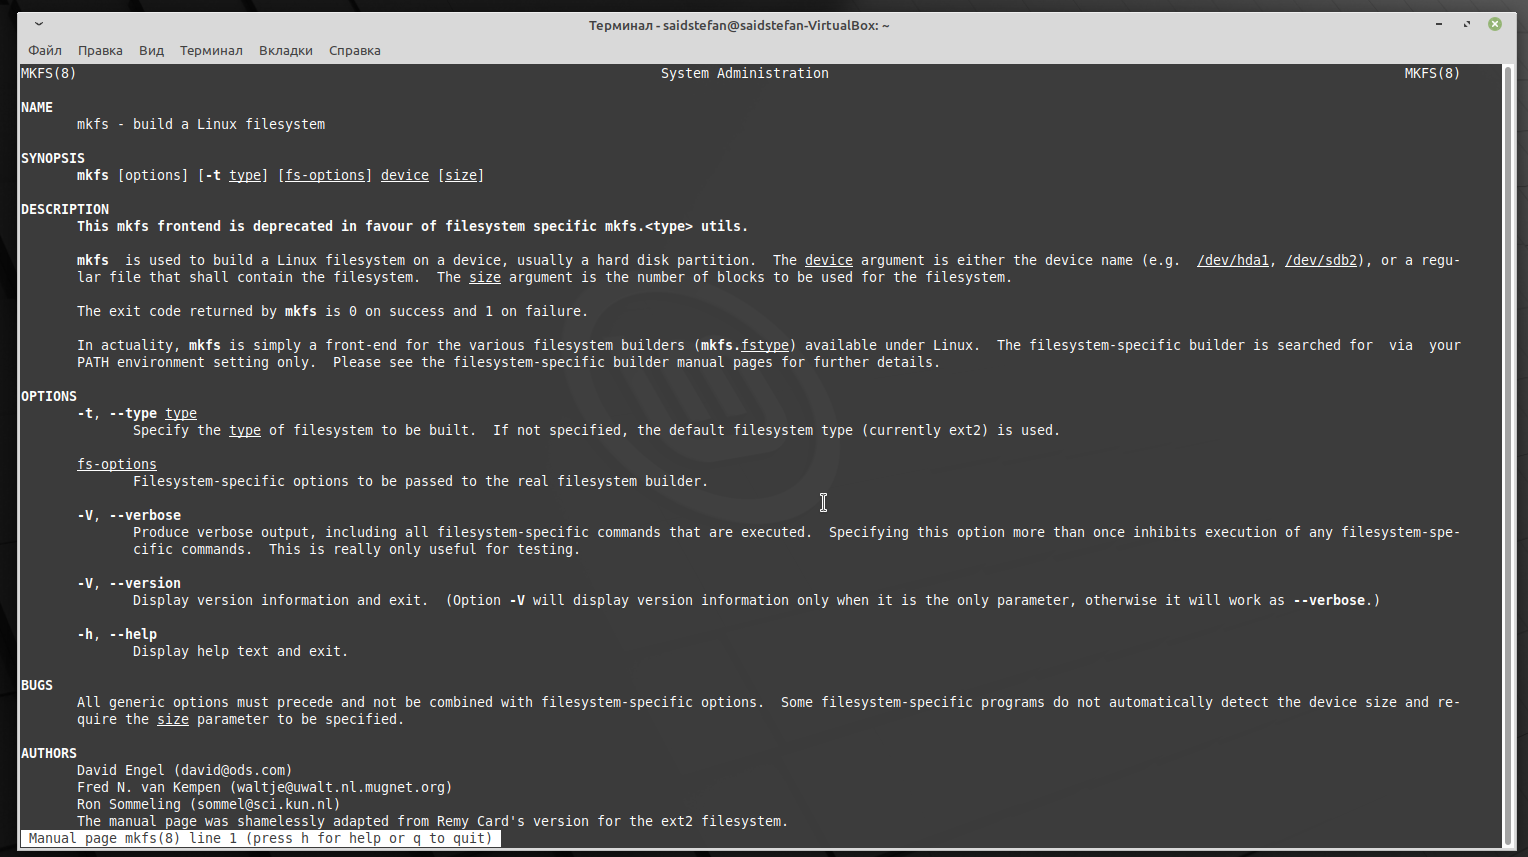 Терминал - saidstefan@saidstefan-VirtualBox: ~
Файл Правка Вид Терминал Вкладки Справка
MKFS(8) System Administration MKFS(8)
NAME
mkfs - build a Linux filesystem
SYNOPSIS
mkfs [options] [-t type] [fs-options] device [size]
DESCRIPTION
This mkfs frontend is deprecated in favour of filesystem specific mkfs.<type> utils.
mkfs  is used to build a Linux filesystem on a device, usually a hard disk partition.  The device argument is either the device name (e.g.  /dev/hda1, /dev/sdb2), or a regu-
lar file that shall contain the filesystem.  The size argument is the number of blocks to be used for the filesystem.
The exit code returned by mkfs is 0 on success and 1 on failure.
In actuality, mkfs is simply a front-end for the various filesystem builders (mkfs.fstype) available under Linux.  The filesystem-specific builder is searched for  via  your
PATH environment setting only.  Please see the filesystem-specific builder manual pages for further details.
OPTIONS
-t, --type type
Specify the type of filesystem to be built.  If not specified, the default filesystem type (currently ext2) is used.
fs-options
Filesystem-specific options to be passed to the real filesystem builder.
-V, --verbose
Produce verbose output, including all filesystem-specific commands that are executed.  Specifying this option more than once inhibits execution of any filesystem-spe-
cific commands.  This is really only useful for testing.
-V, --version
Display version information and exit.  (Option -V will display version information only when it is the only parameter, otherwise it will work as --verbose.)
-h, --help
Display help text and exit.
BUGS
All generic options must precede and not be combined with filesystem-specific options.  Some filesystem-specific programs do not automatically detect the device size and re-
quire the size parameter to be specified.
AUTHORS
David Engel (david@ods.com)
Fred N. van Kempen (waltje@uwalt.nl.mugnet.org)
Ron Sommeling (sommel@sci.kun.nl)
The manual page was shamelessly adapted from Remy Card's version for the ext2 filesystem.
Manual page mkfs(8) line 1 (press h for help or q to quit)